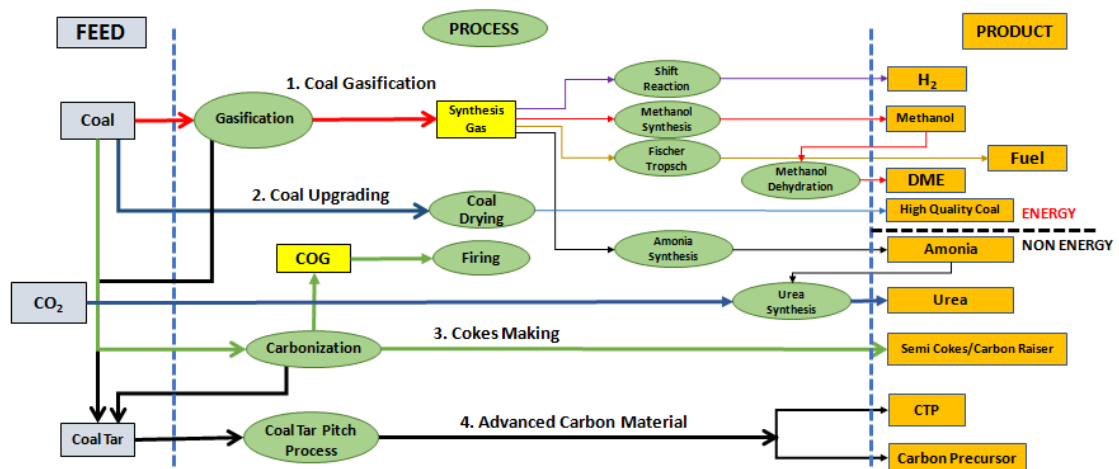 FEED
PROCESS
PRODUCT
1. Coal Gasification
Shift
Reaction
H2
Coal
Gasification
Synthesis
Gas
Methanol
Synthesis
Methanol
Fischer
Tropsch
Fuel
Methanol
Dehydration
DME
2. Coal Upgrading
Coal
Drying
High Quality Coal
ENERGY
NON ENERGY
COG
Firing
Amonia
Synthesis
Amonia
CO2
Urea
Synthesis
Urea
3. Cokes Making
Carbonization
Semi Cokes/Carbon Raiser
4. Advanced Carbon Material
CTP
Coal Tar
Coal Tar Pitch
Process
Carbon Precursor